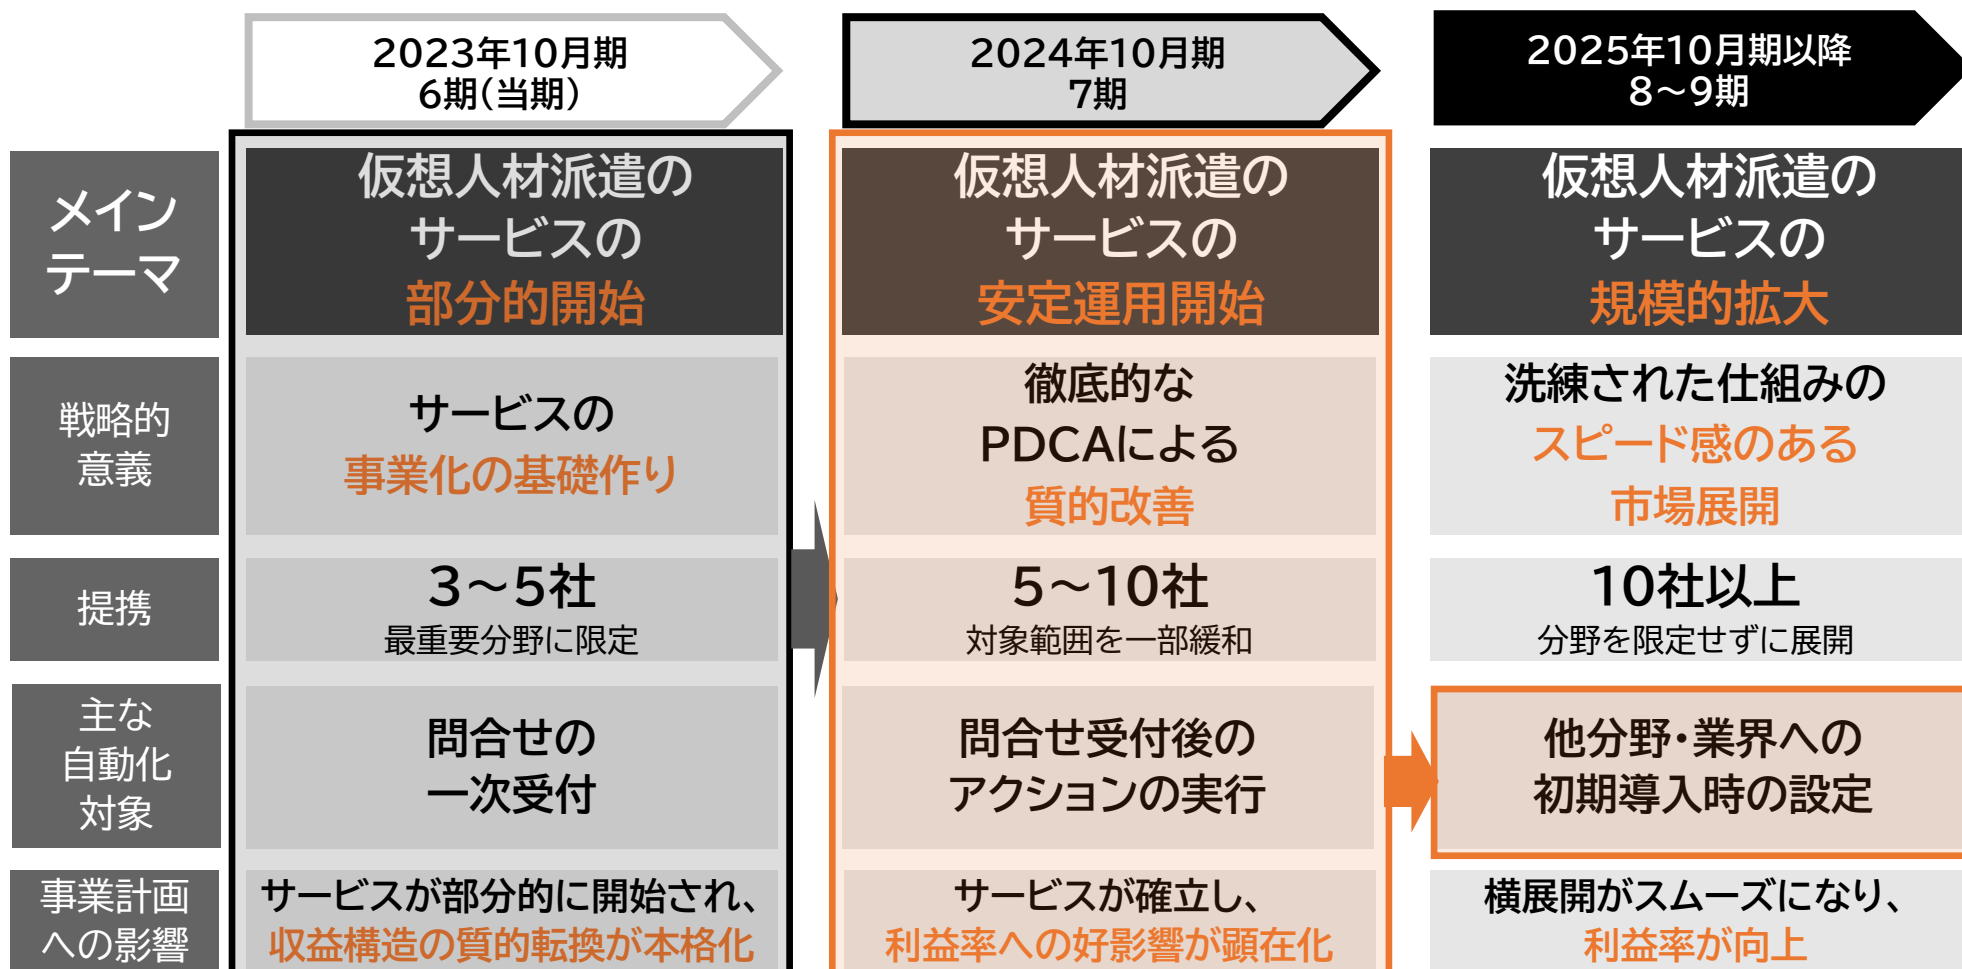 2023年10月期
6期(当期)
2024年10月期
7期
2025年10月期以降
8～9期
メイン
テーマ
仮想人材派遣の
サービスの
部分的開始
仮想人材派遣の
サービスの
安定運用開始
仮想人材派遣の
サービスの
規模的拡大
戦略的
意義
サービスの
事業化の基礎作り
徹底的な
PDCAによる
質的改善
洗練された仕組みの
スピード感のある
市場展開
提携
3～5社
最重要分野に限定
5～10社
対象範囲を一部緩和
10社以上
分野を限定せずに展開
主な
自動化
対象
問合せの
一次受付
問合せ受付後の
アクションの実行
他分野・業界への
初期導入時の設定
事業計画
への影響
サービスが部分的に開始され、
収益構造の質的転換が本格化
サービスが確立し、
利益率への好影響が顕在化
横展開がスムーズになり、
利益率が向上